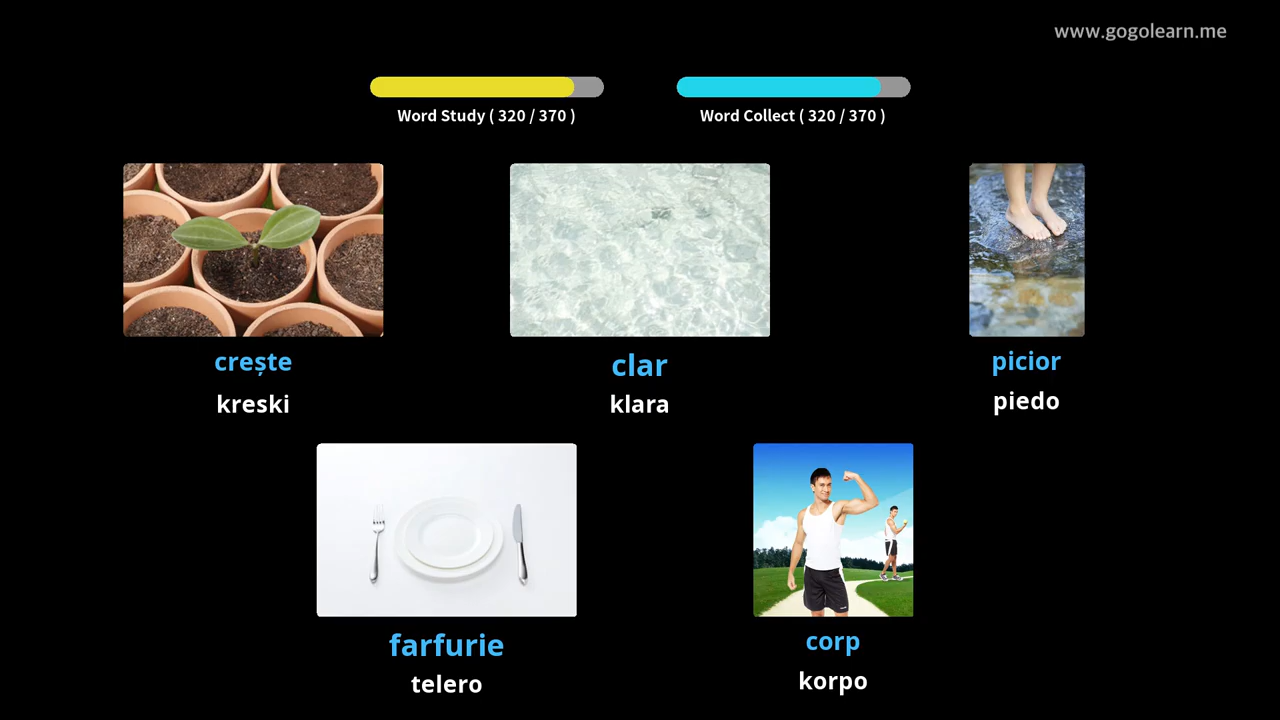 www.gogolearn.me
Word Study ( 320 / 370 )
Word Collect ( 320 / 370 )
crește
kreski
clar
klara
picior
piedo
farfurie
telero
corp
korpo